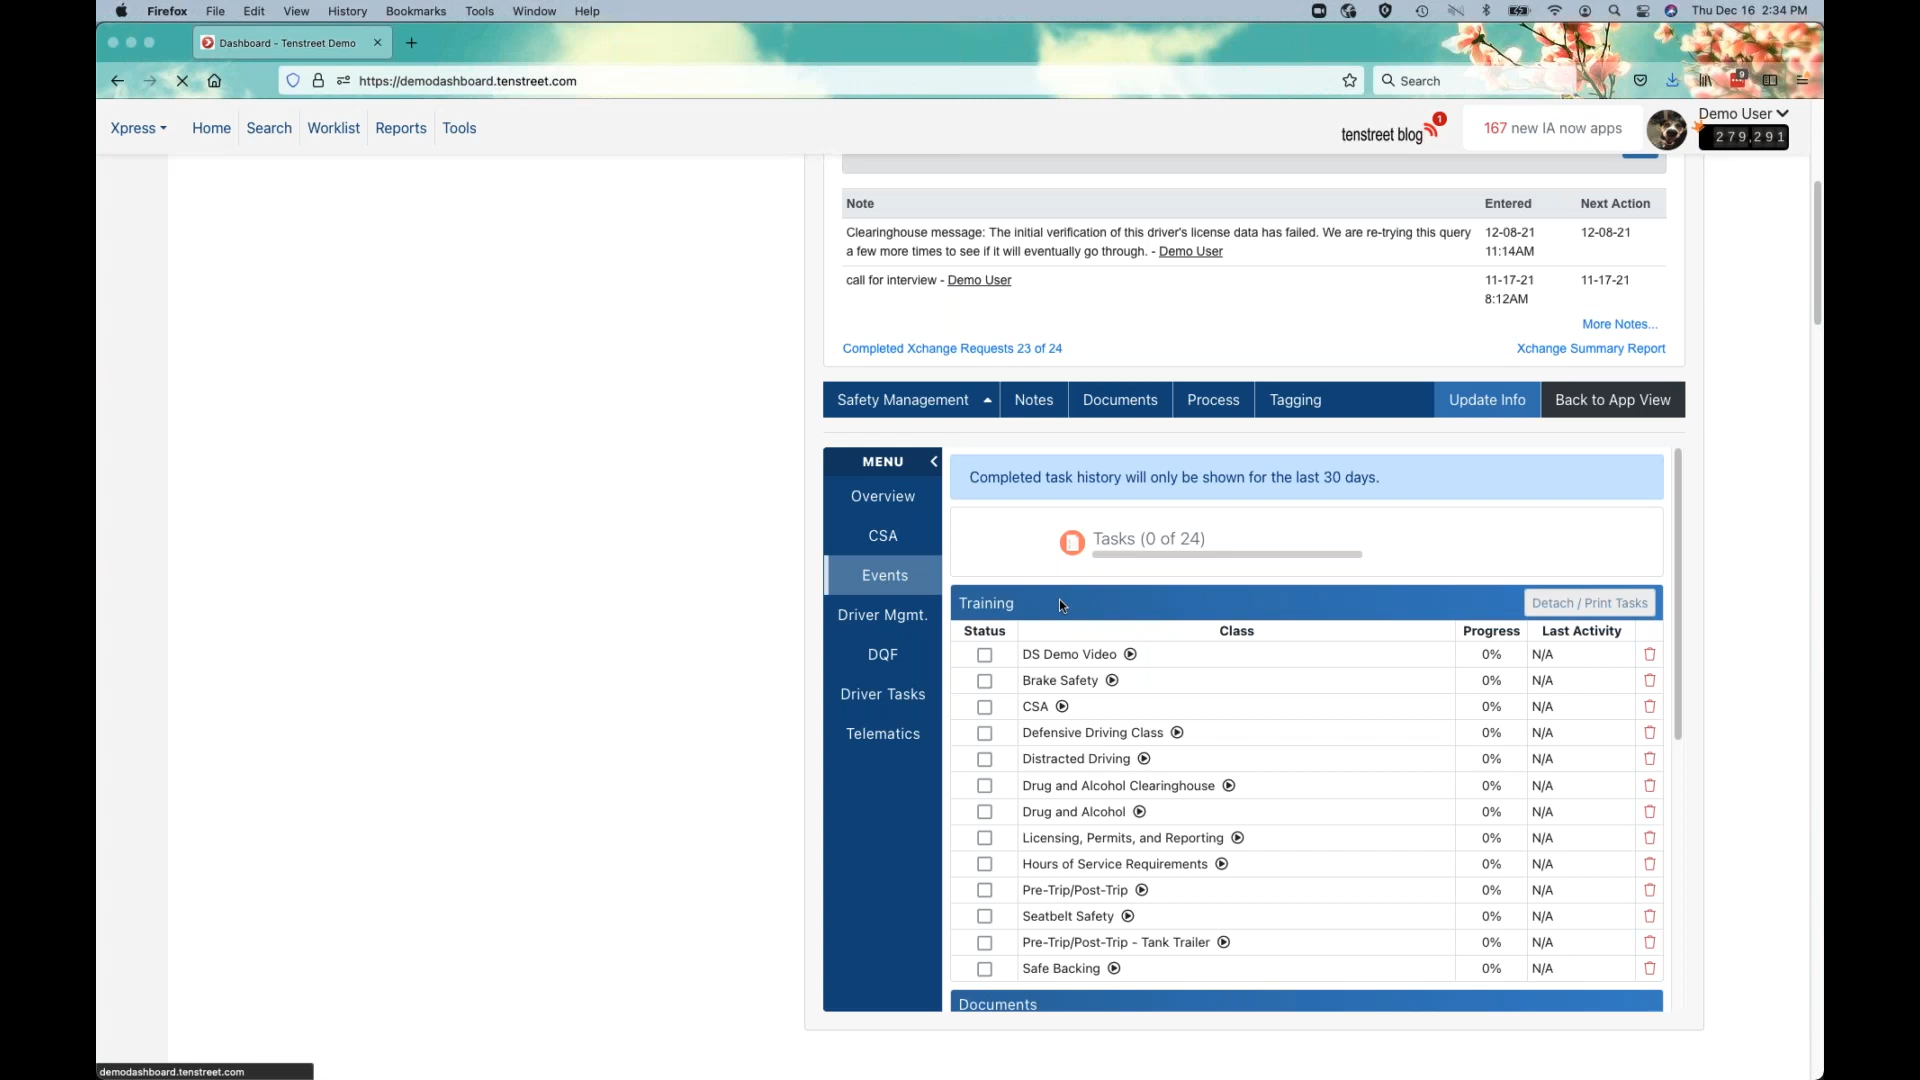 Firefox File Edit View History Bookmarks Tools Window Help Thu Dec 16 2:34 PM
Dashboard - Tenstreet Demo
https://demodashboard.tenstreet.com Search 9
Xpress Home Search Worklist Reports Tools tenstreet blog 1 167 new IA now apps Demo User
279,291
Note Entered Next Action
Clearinghouse message: The initial verification of this driver's license data has failed. We are re-trying this query 12-08-21 12-08-21
a few more times to see if it will eventually go through. - Demo User 11:14AM
call for interview - Demo User 11-17-21 11-17-21
8:12AM
More Notes...
Completed Xchange Requests 23 of 24 Xchange Summary Report
Safety Management Notes Documents Process Tagging Update Info Back to App View
MENU
Overview
CSA
Events
Driver Mgmt.
DQF
Driver Tasks
Telematics
Completed task history will only be shown for the last 30 days.
Tasks (0 of 24)
Training Detach / Print Tasks
Status Class Progress Last Activity
DS Demo Video 0% N/A
Brake Safety 0% N/A
CSA 0% N/A
Defensive Driving Class 0% N/A
Distracted Driving 0% N/A
Drug and Alcohol Clearinghouse 0% N/A
Drug and Alcohol 0% N/A
Licensing, Permits, and Reporting 0% N/A
Hours of Service Requirements 0% N/A
Pre-Trip/Post-Trip 0% N/A
Seatbelt Safety 0% N/A
Pre-Trip/Post-Trip - Tank Trailer 0% N/A
Safe Backing 0% N/A
Documents
demodashboard.tenstreet.com